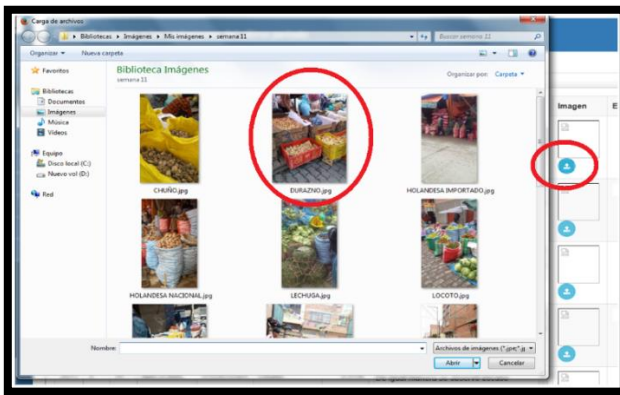 Carga de archivos
Bibliotecas ▸ Imágenes ▸ Mis imágenes ▸ semana 11
Buscar semana 11
Organizar
Nueva carpeta
Favoritos
Bibliotecas
Documentos
Imágenes
Música
Videos
Equipo
Disco local (C:)
Nuevo vol (D:)
Red
Biblioteca Imágenes
semana 11
Organizar por: Carpeta
CHUÑO.jpg
DURAZNO.jpg
HOLANDESA IMPORTADO.jpg
HOLANDESA NACIONAL.jpg
LECHUGA.jpg
LOCOTO.jpg
Nombre:
Archivos de imágenes (*.jpe;*.jp
Abrir
Cancelar
Imagen
E